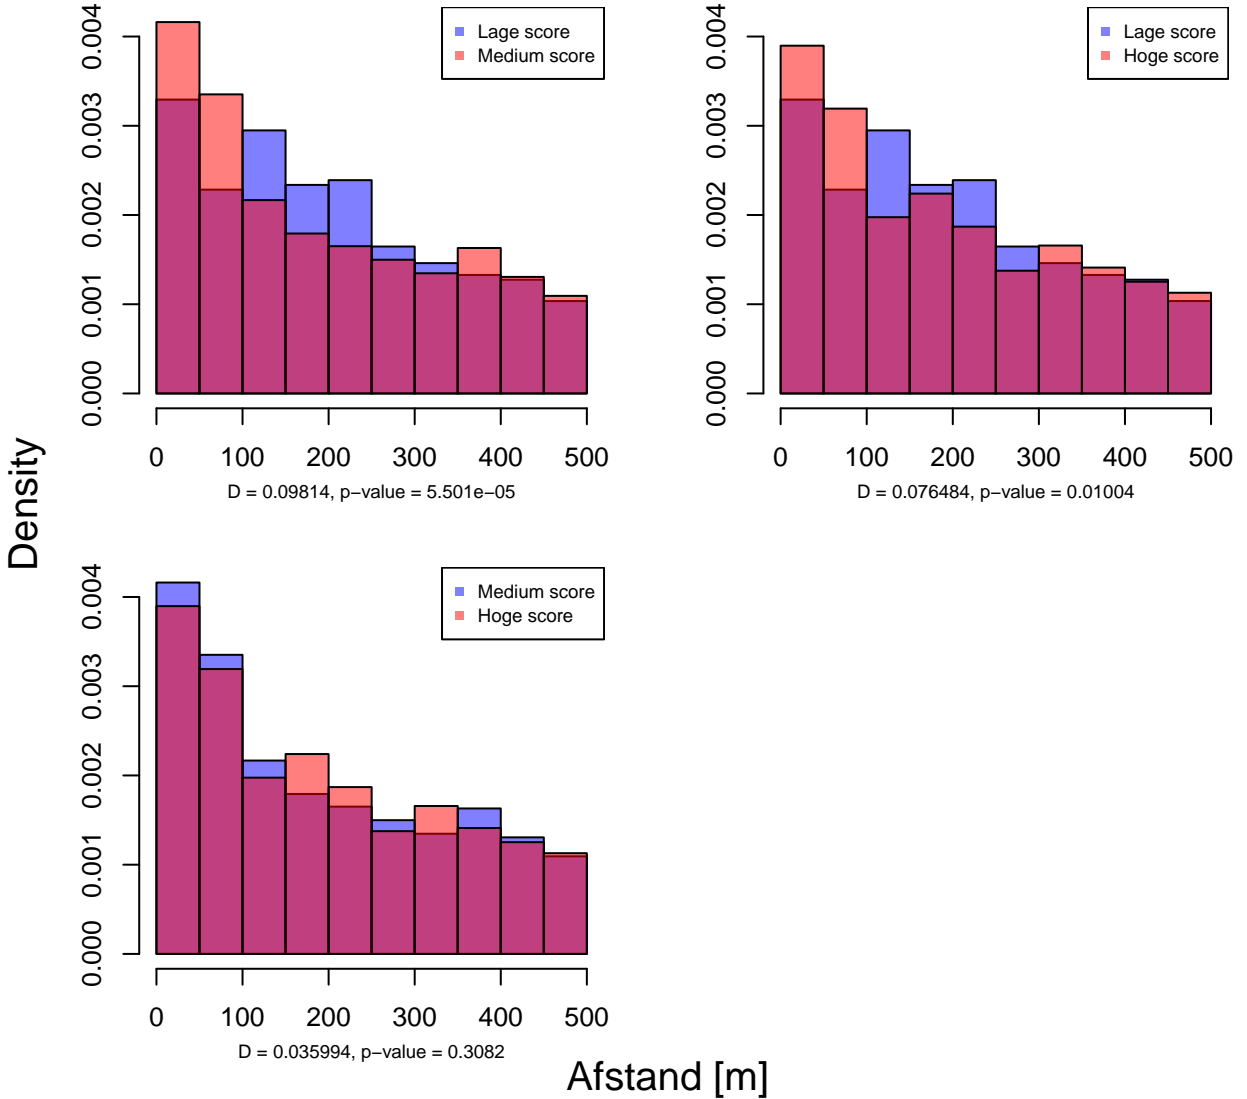 Density
0.000 0.001 0.002 0.003 0.004
Lage score
Medium score
0 100 200 300 400 500
D = 0.09814, p−value = 5.501e−05
0.000 0.001 0.002 0.003 0.004
Lage score
Hoge score
0 100 200 300 400 500
D = 0.076484, p−value = 0.01004
0.000 0.001 0.002 0.003 0.004
Medium score
Hoge score
0 100 200 300 400 500
D = 0.035994, p−value = 0.3082
Afstand [m]